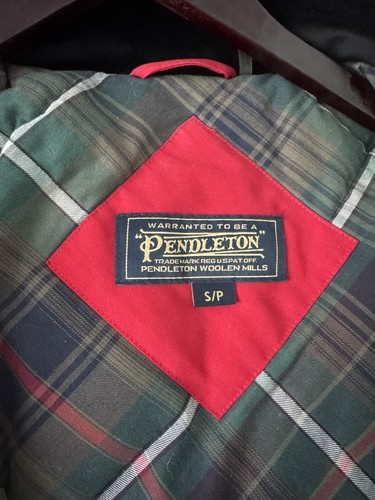 WARRANTED TO BE A
"PENDLETON"
TRADE MARK REG U.S. PAT OFF
PENDLETON WOOLEN MILLS
S/P